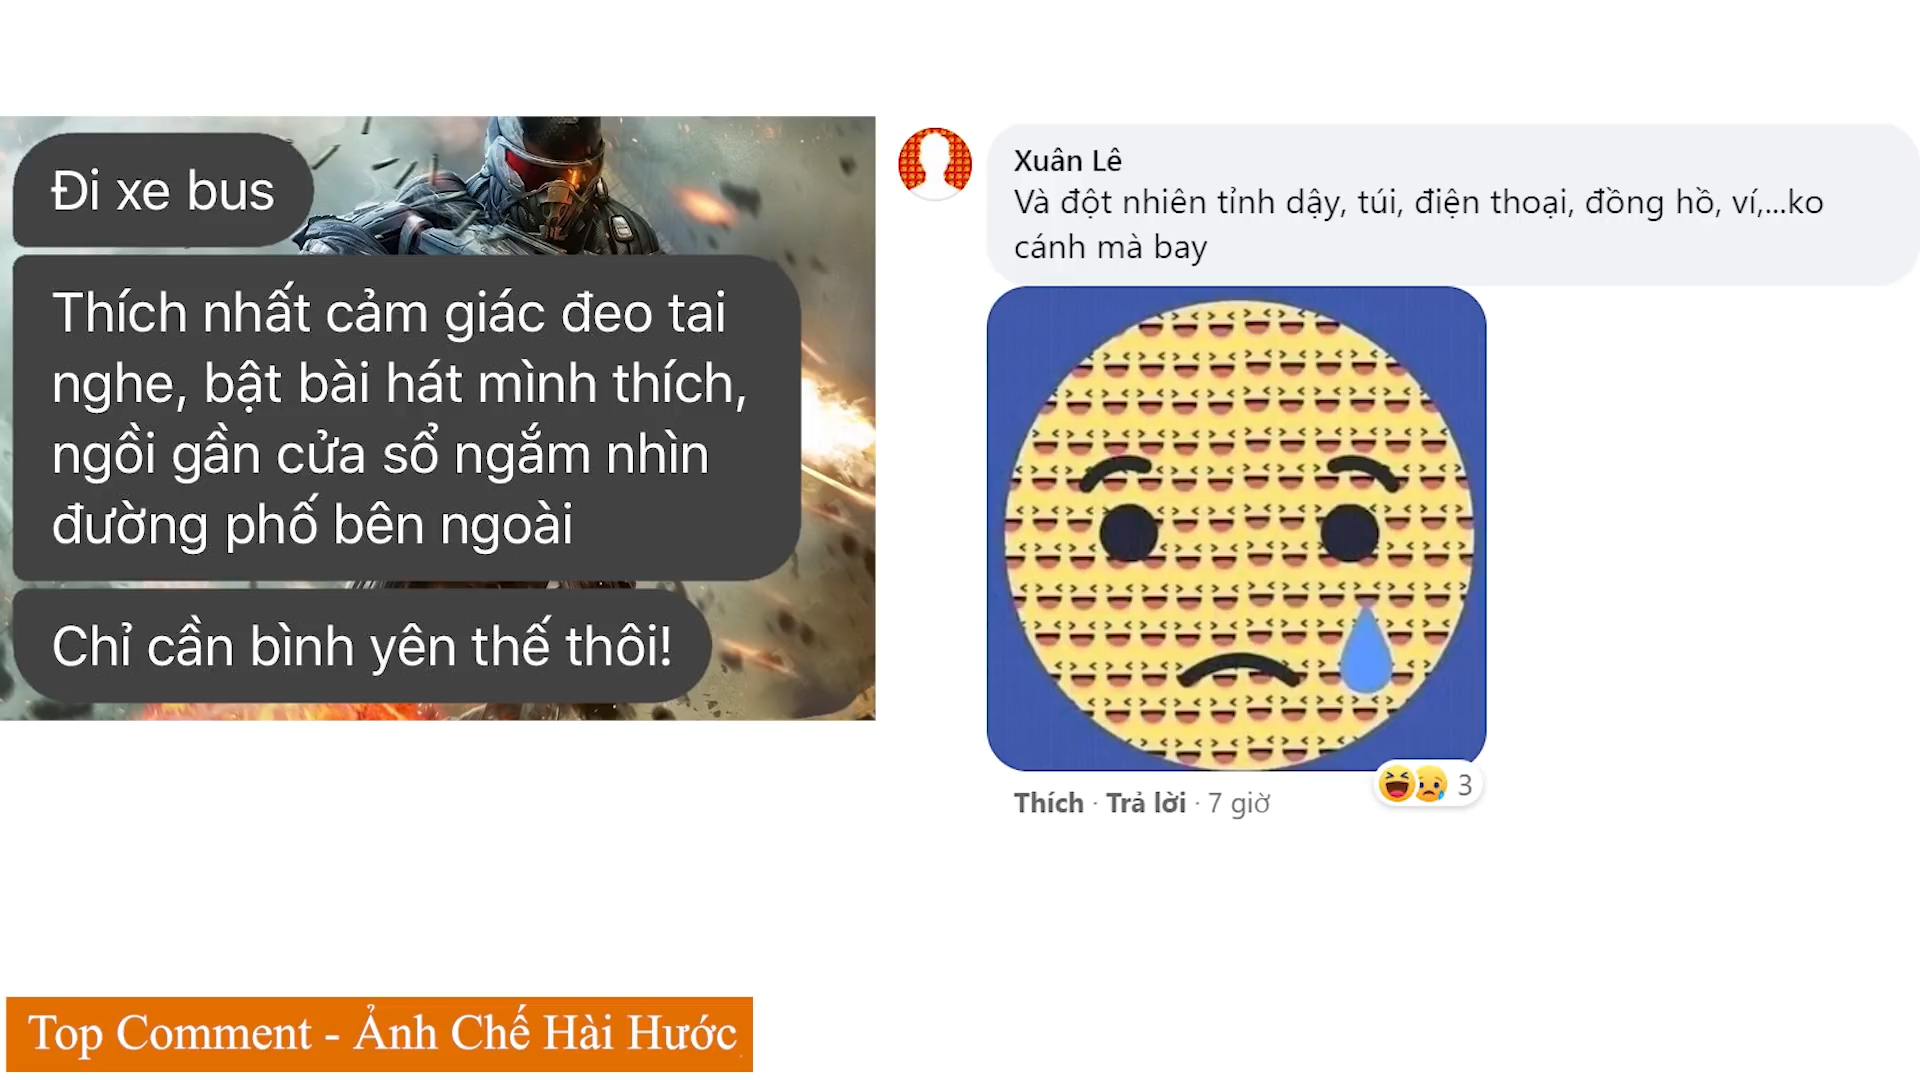 Đi xe bus
Thích nhất cảm giác đeo tai
nghe, bật bài hát mình thích,
ngồi gần cửa sổ ngắm nhìn
đường phố bên ngoài
Chỉ cần bình yên thế thôi!
Xuân Lê
Và đột nhiên tỉnh dậy, túi, điện thoại, đồng hồ, ví,...ko
cánh mà bay
Thích · Trả lời · 7 giờ
3
Top Comment - Ảnh Chế Hài Hước